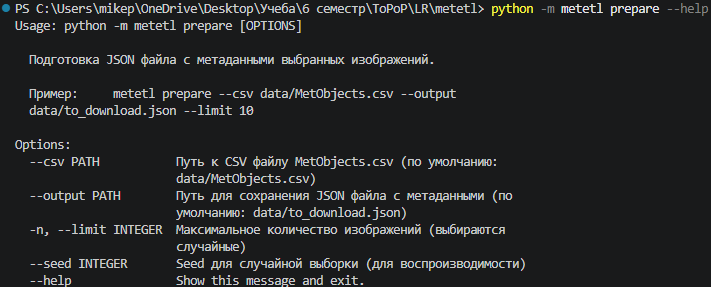 PS C:\Users\mikep\OneDrive\Desktop\Учеба\6 семестр\ToPoP\LR\metetl> python -m metetl prepare --help
Usage: python -m metetl prepare [OPTIONS]
Подготовка JSON файла с метаданными выбранных изображений.
Пример:     metetl prepare --csv data/MetObjects.csv --output
data/to_download.json --limit 10
Options:
--csv PATH           Путь к CSV файлу MetObjects.csv (по умолчанию:
data/MetObjects.csv)
--output PATH        Путь для сохранения JSON файла с метаданными (по
умолчанию: data/to_download.json)
-n, --limit INTEGER  Максимальное количество изображений (выбираются
случайные)
--seed INTEGER       Seed для случайной выборки (для воспроизводимости)
--help               Show this message and exit.